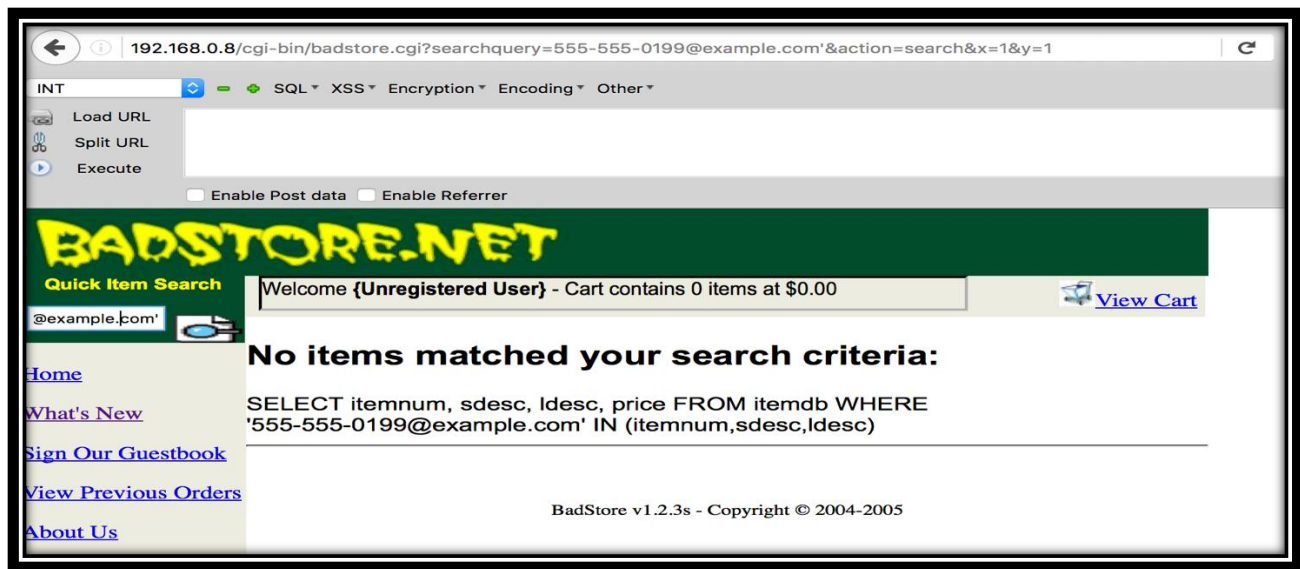 192.168.0.8/cgi-bin/badstore.cgi?searchquery=555-555-0199@example.com'&action=search&x=1&y=1
INT SQL XSS Encryption Encoding Other
Load URL
Split URL
Execute
Enable Post data Enable Referrer
BADSTORE.NET
Quick Item Search
Welcome {Unregistered User} - Cart contains 0 items at $0.00
View Cart
@example.com'
No items matched your search criteria:
SELECT itemnum, sdesc, ldesc, price FROM itemdb WHERE
'555-555-0199@example.com' IN (itemnum,sdesc,ldesc)
Home
What's New
Sign Our Guestbook
View Previous Orders
About Us
BadStore v1.2.3s - Copyright © 2004-2005